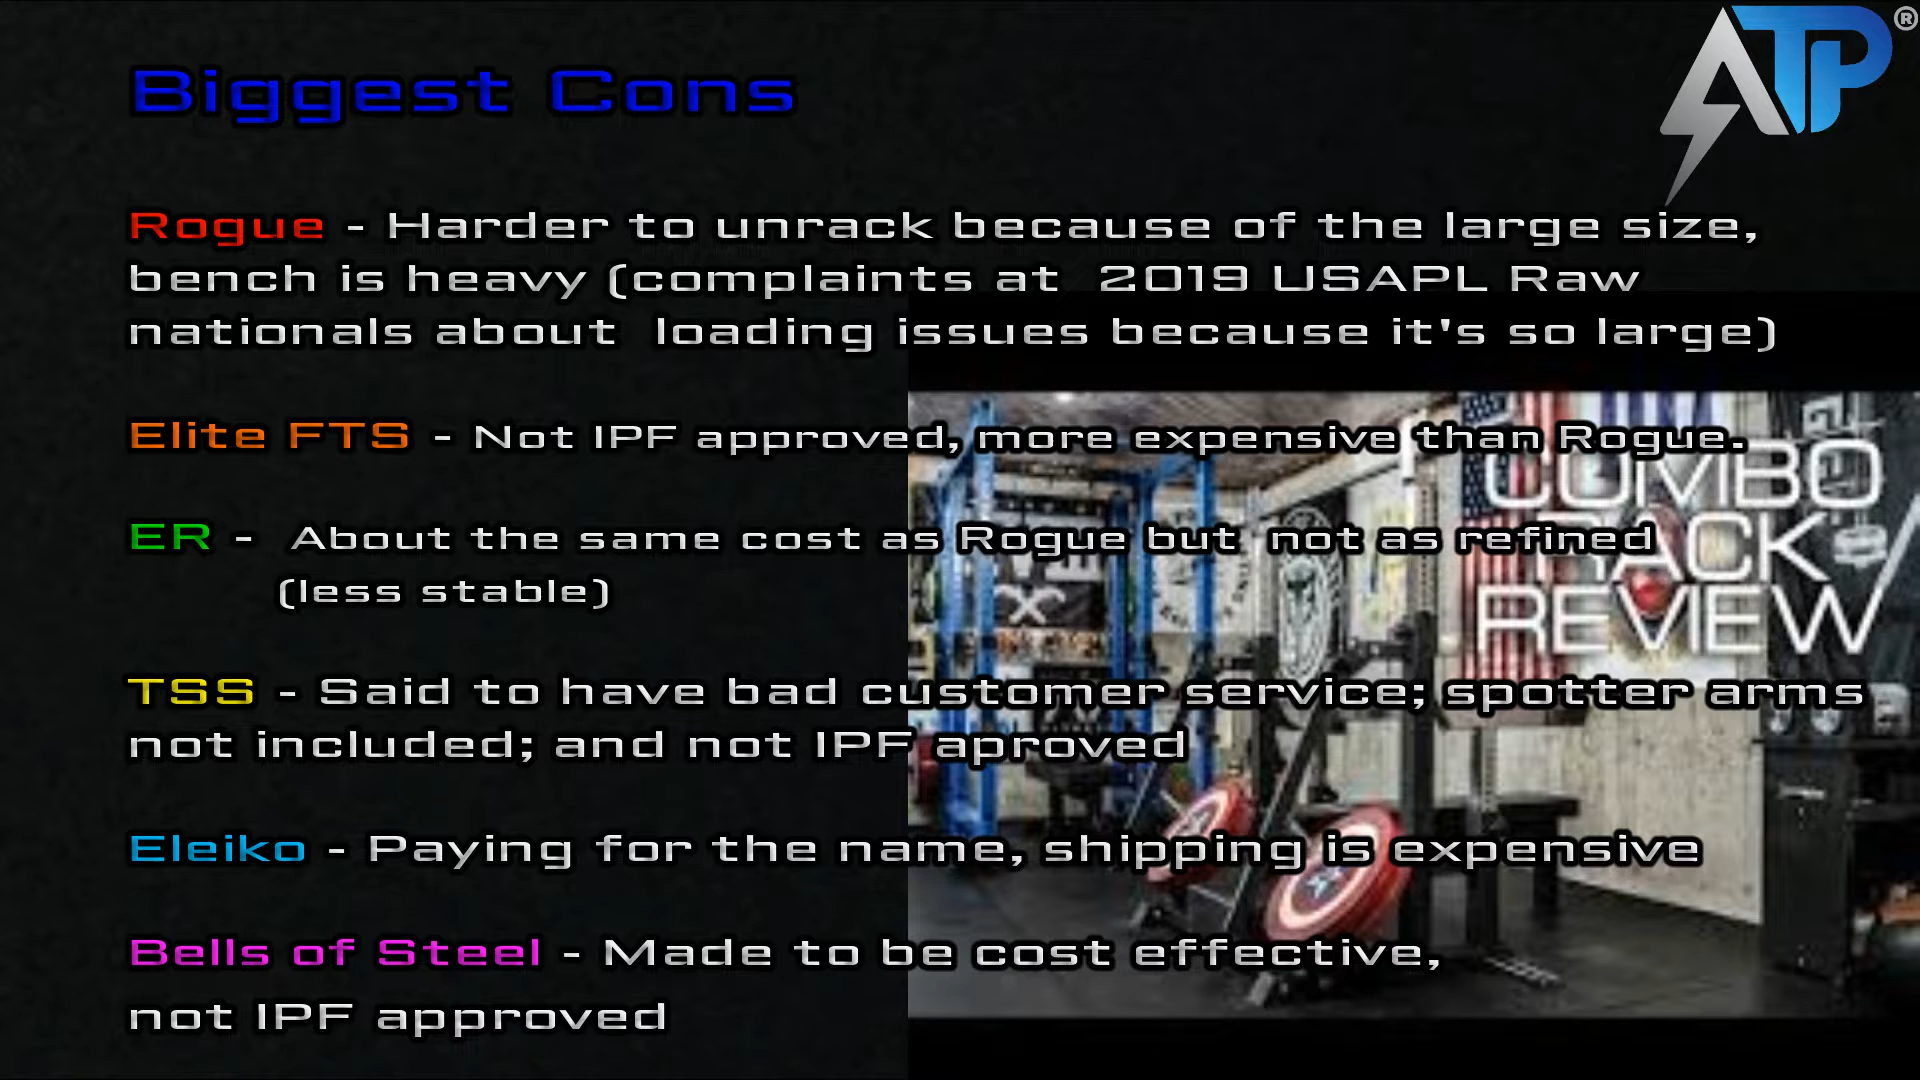 ATP®
Biggest Cons
Rogue - Harder to unrack because of the large size,
bench is heavy (complaints at 2019 USAPL Raw
nationals about loading issues because it's so large)
Elite FTS - Not IPF approved, more expensive than Rogue.
COMBO
ER - About the same cost as Rogue but not as refined
RACK
(less stable)
REVIEW
TSS - Said to have bad customer service; spotter arms
not included; and not IPF aproved
Eleiko - Paying for the name, shipping is expensive
Bells of Steel - Made to be cost effective,
not IPF approved